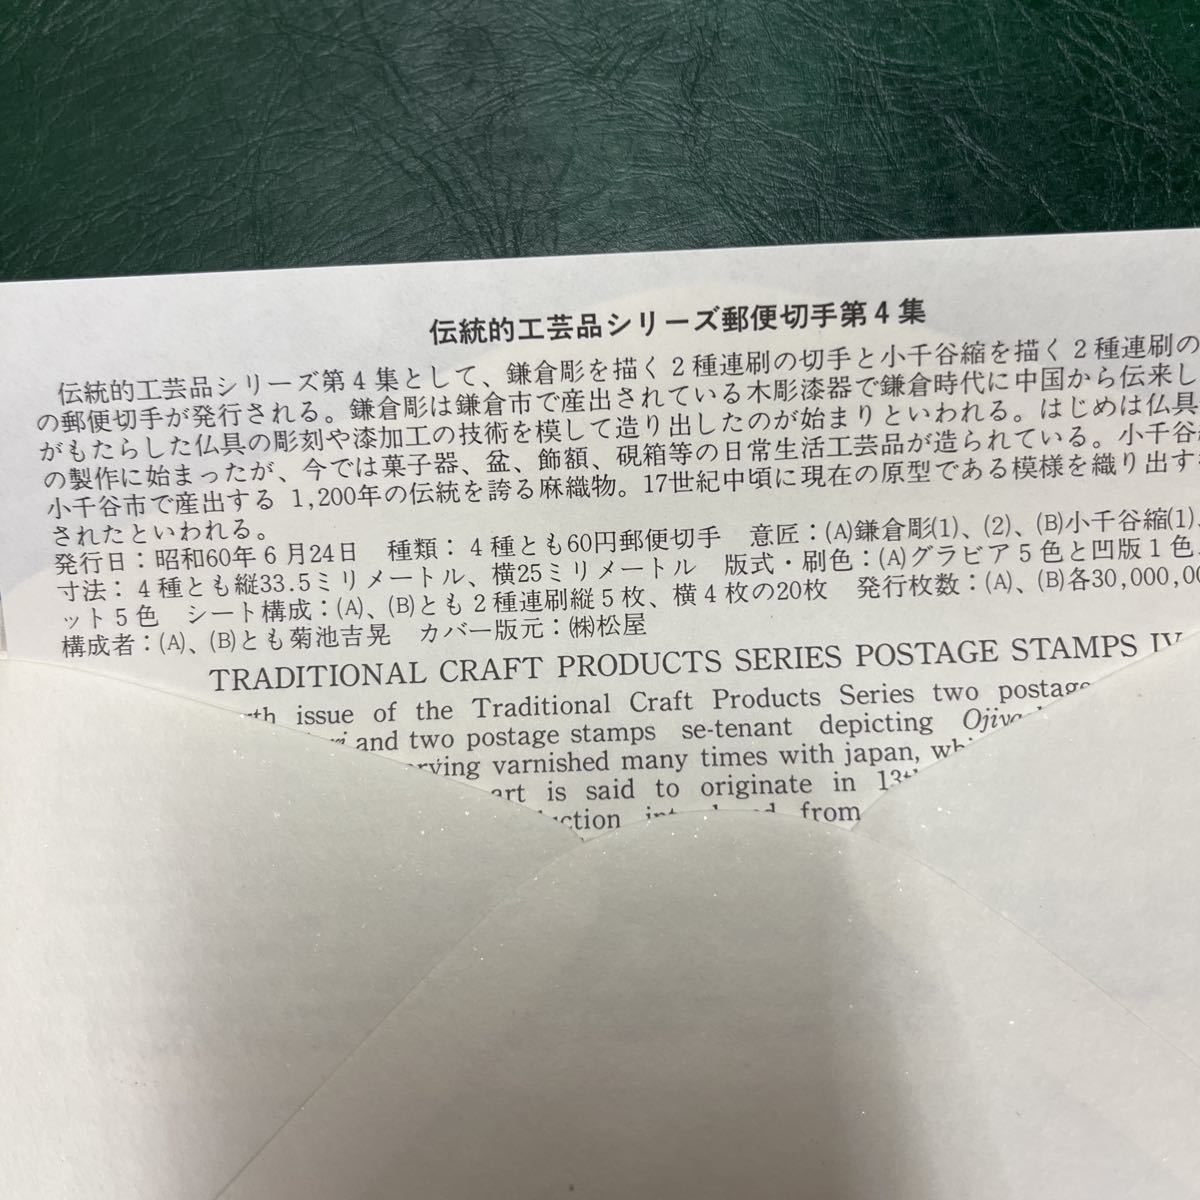 伝統的工芸品シリーズ郵便切手第4集
伝統的工芸品シリーズ第4集として、鎌倉彫を描く2種連刷の切手と小千谷縮を描く2種連刷の
の郵便切手が発行される。鎌倉彫は鎌倉市で産出されている木彫漆器で鎌倉時代に中国から伝来し
がもたらした仏具の彫刻や漆加工の技術を模して造り出したのが始まりといわれる。はじめは仏具
の製作に始まったが、今では菓子器、盆、飾額、硯箱等の日常生活工芸品が造られている。小千谷
小千谷市で産出する 1,200年の伝統を誇る麻織物。17世紀中頃に現在の原型である模様を織り出す
されたといわれる。
発行日：昭和60年6月24日 種類：4種とも60円郵便切手 意匠：(A)鎌倉彫(1)、(2)、(B)小千谷縮(1)、
寸法：4種とも縦33.5ミリメートル、横25ミリメートル 版式・刷色：(A)グラビア5色と凹版1色、
ット5色 シート構成：(A)、(B)とも2種連刷縦5枚、横4枚の20枚 発行枚数：(A)、(B)各30,000,00
構成者：(A)、(B)とも菊池吉晃 カバー版元：㈱松屋
TRADITIONAL CRAFT PRODUCTS SERIES POSTAGE STAMPS IV
issue of the Traditional Craft Products Series two postage
and two postage stamps se-tenant depicting
varnished many times with japan,
art is said to originate in
from